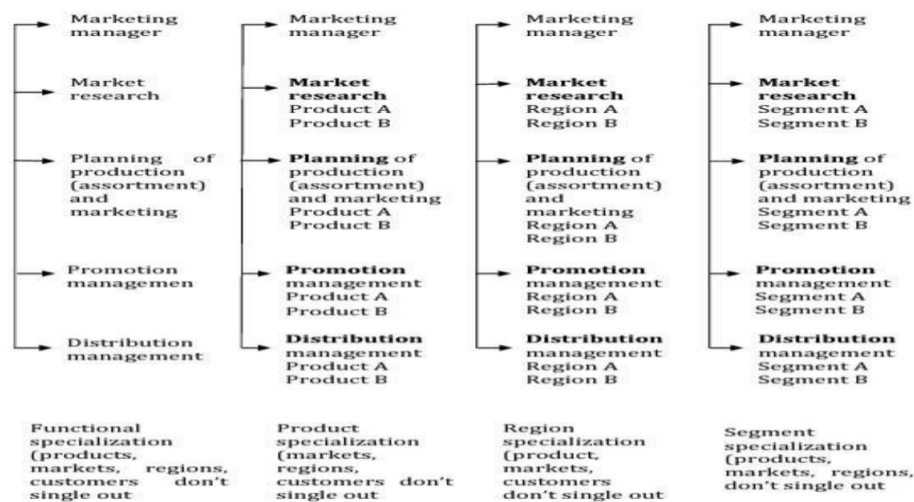 Marketing
manager
Market
research
Planning of
production
(assortment)
and
marketing
Promotion
managemen
Distribution
management
Functional
specialization
(products,
markets, regions,
customers don't
single out
Marketing
manager
Market
research
Product A
Product B
Planning of
production
(assortment)
and marketing
Product A
Product B
Promotion
management
Product A
Product B
Distribution
management
Product A
Product B
Product
specialization
(markets,
regions,
customers don't
single out
Marketing
manager
Market
research
Region A
Region B
Planning of
production
(assortment)
and
marketing
Region A
Region B
Promotion
management
Region A
Region B
Distribution
management
Region A
Region B
Region
specialization
(product,
markets,
customers
don't single out
Marketing
manager
Market
research
Segment A
Segment B
Planning of
production
(assortment)
and marketing
Segment A
Segment B
Promotion
management
Segment A
Segment B
Distribution
management
Segment A
Segment B
Segment
specialization
(products,
markets, regions,
don't single out